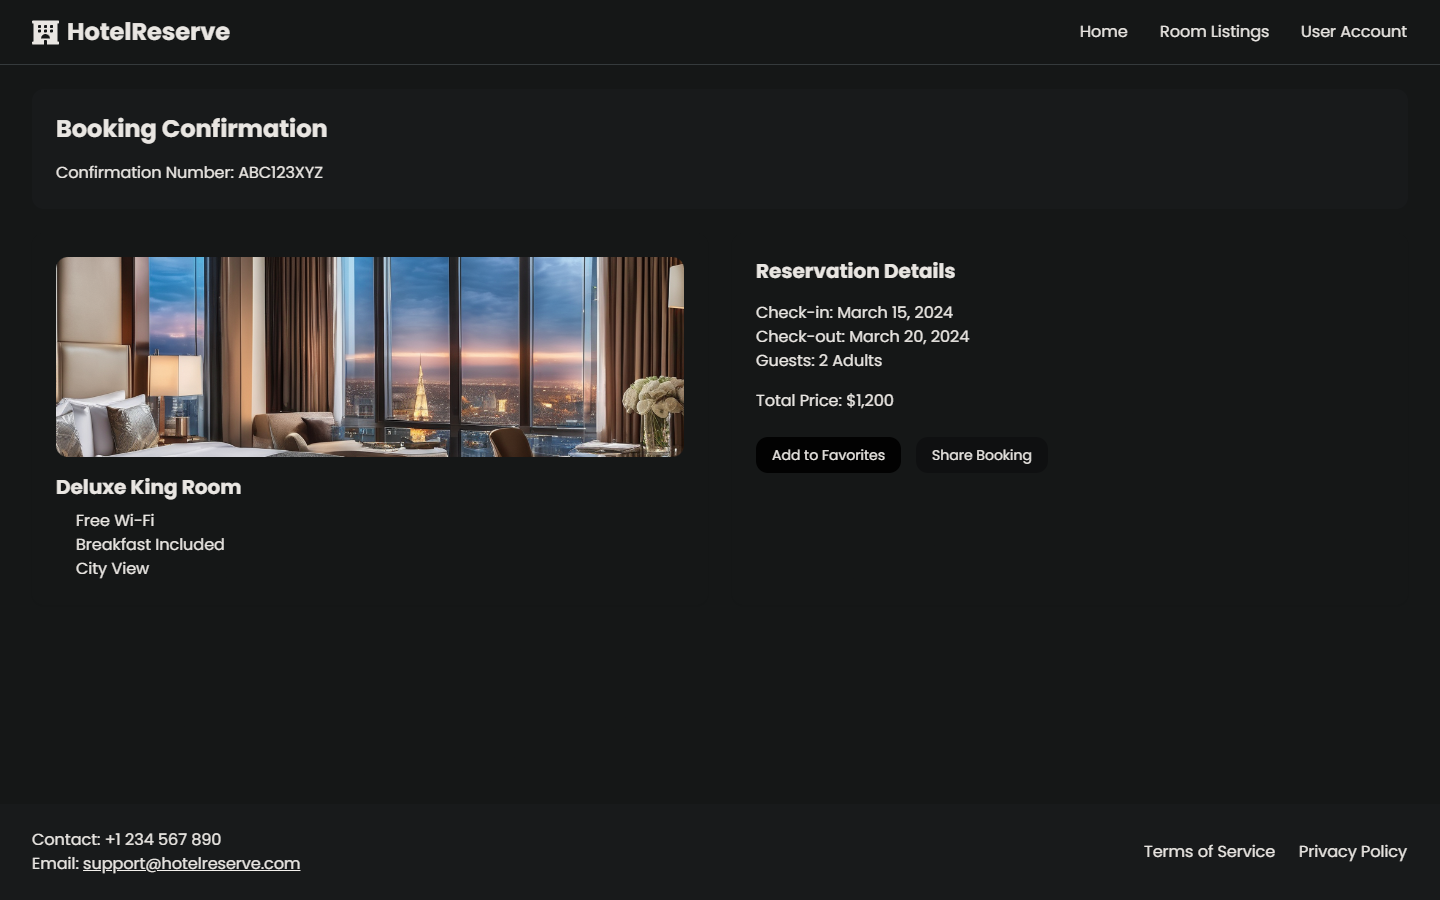 HotelReserve
Home
Room Listings
User Account
Booking Confirmation
Confirmation Number: ABC123XYZ
Deluxe King Room
Free Wi-Fi
Breakfast Included
City View
Reservation Details
Check-in: March 15, 2024
Check-out: March 20, 2024
Guests: 2 Adults
Total Price: $1,200
Add to Favorites
Share Booking
Contact: +1 234 567 890
Email: support@hotelreserve.com
Terms of Service
Privacy Policy